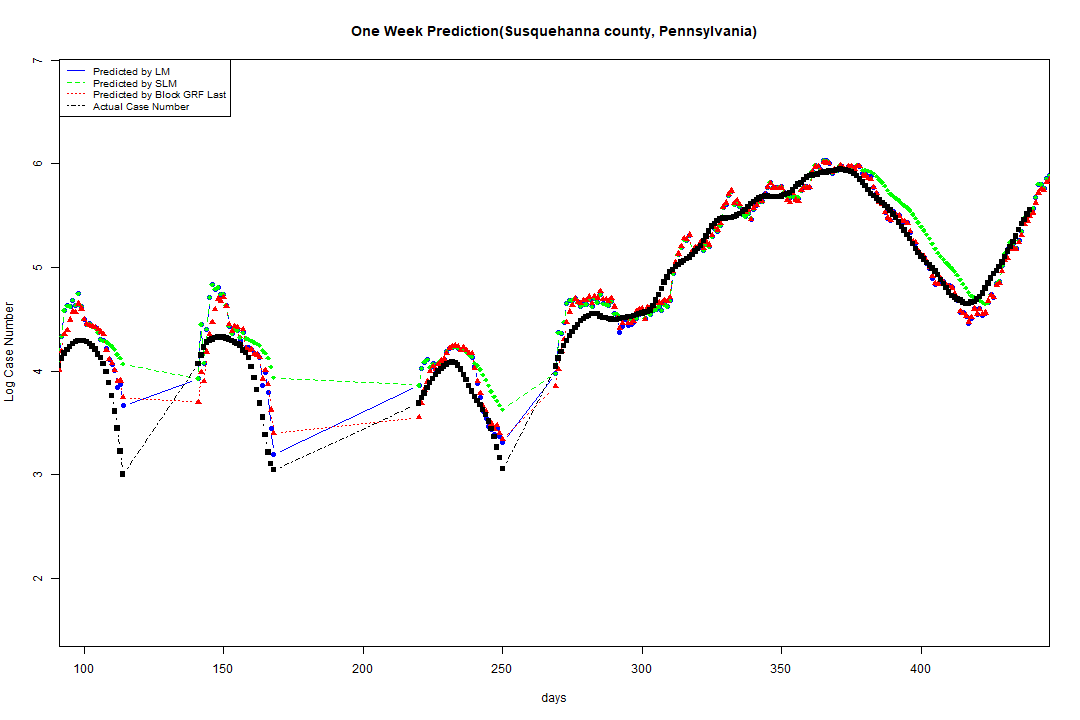 One Week Prediction(Susquehanna county, Pennsylvania)
Predicted by LM
Predicted by SLM
Predicted by Block GRF Last
Actual Case Number
7
6
5
4
3
2
Log Case Number
100 150 200 250 300 350 400
days